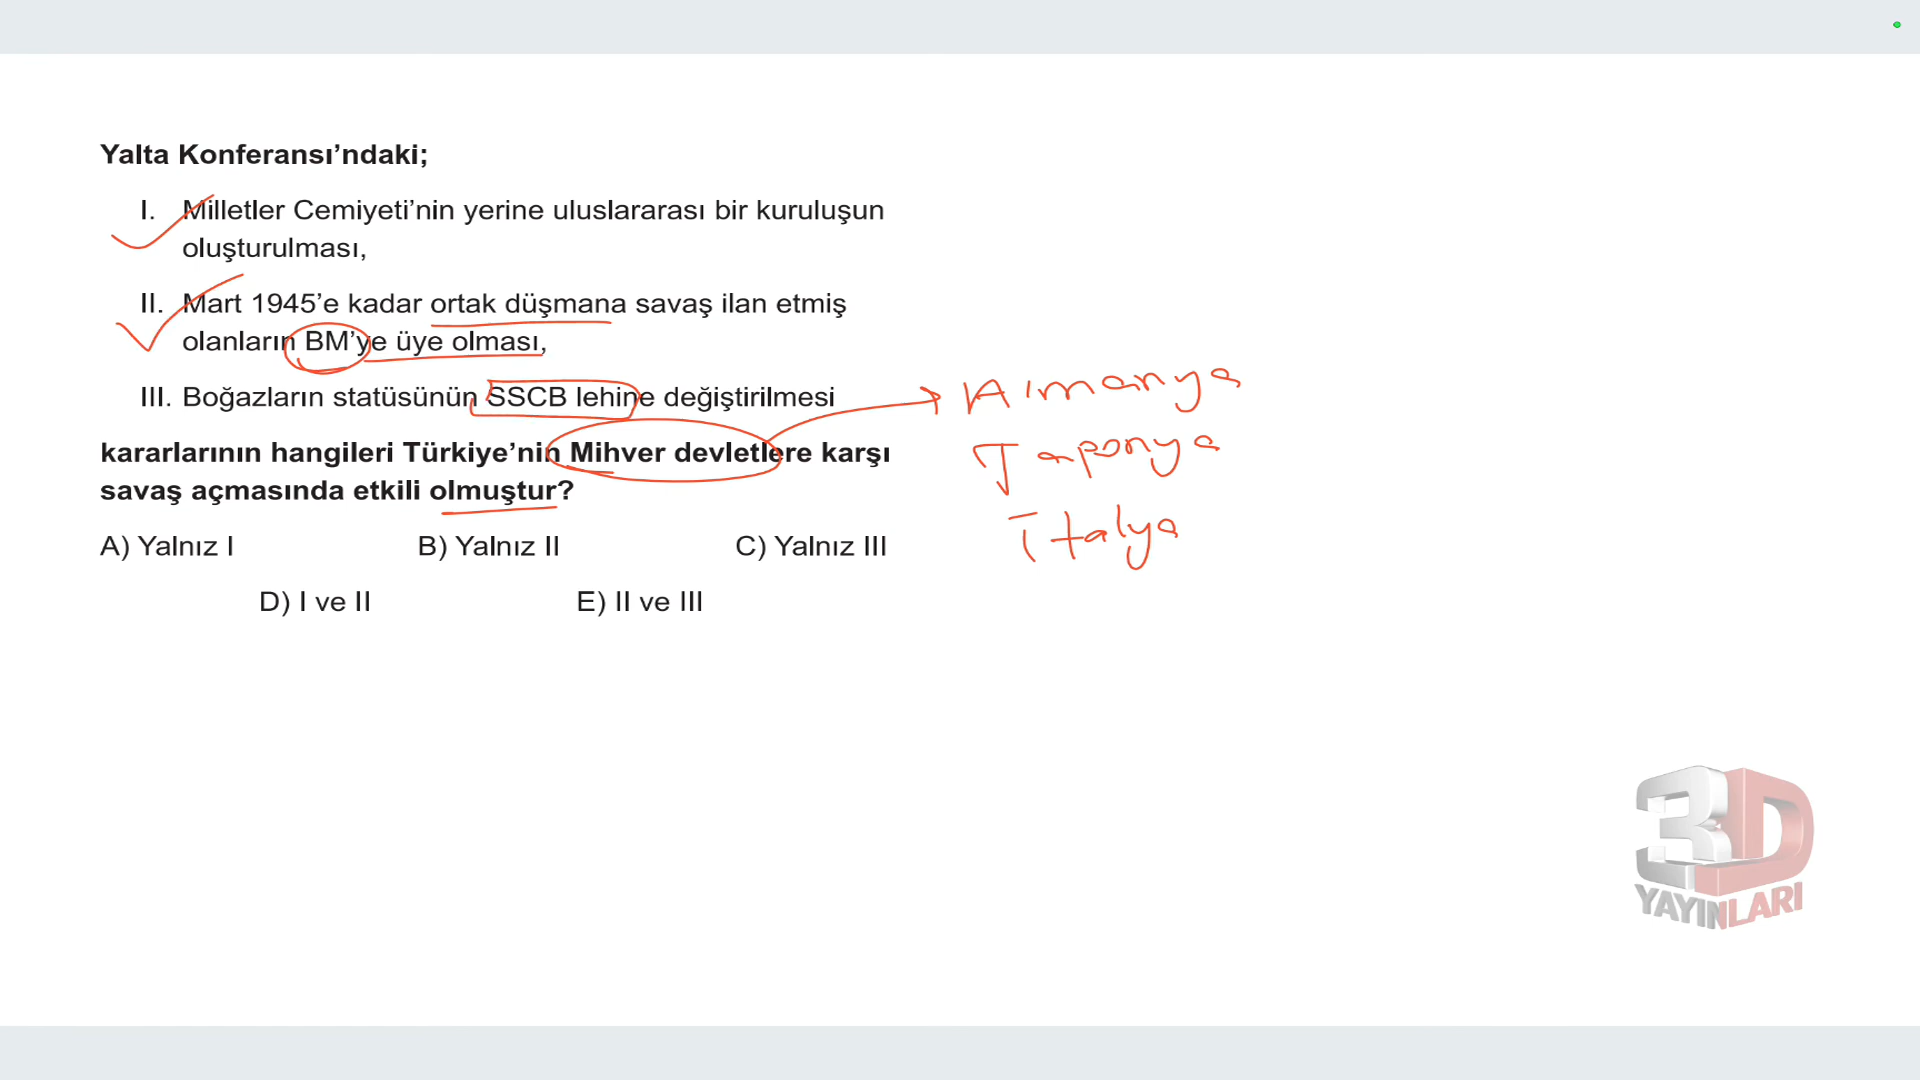 Yalta Konferansı’ndaki;
I. Milletler Cemiyeti’nin yerine uluslararası bir kuruluşun
oluşturulması,
II. Mart 1945’e kadar ortak düşmana savaş ilan etmiş
olanların BM’ye üye olması,
III. Boğazların statüsünün SSCB lehine değiştirilmesi
kararlarının hangileri Türkiye’nin Mihver devletlere karşı
savaş açmasında etkili olmuştur?
A) Yalnız I B) Yalnız II C) Yalnız III
D) I ve II E) II ve III
Almanya
Japonya
İtalya
3D
YAYINLARI